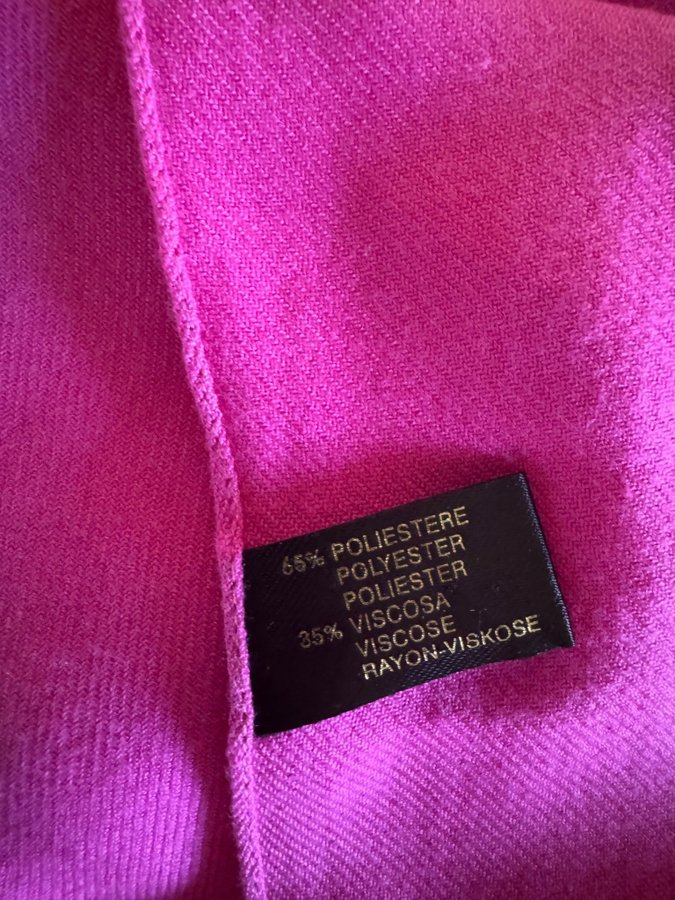 65% POLIESTERE
POLYESTER
POLIESTER
35% VISCOSA
VISCOSE
RAYON-VISKOSE